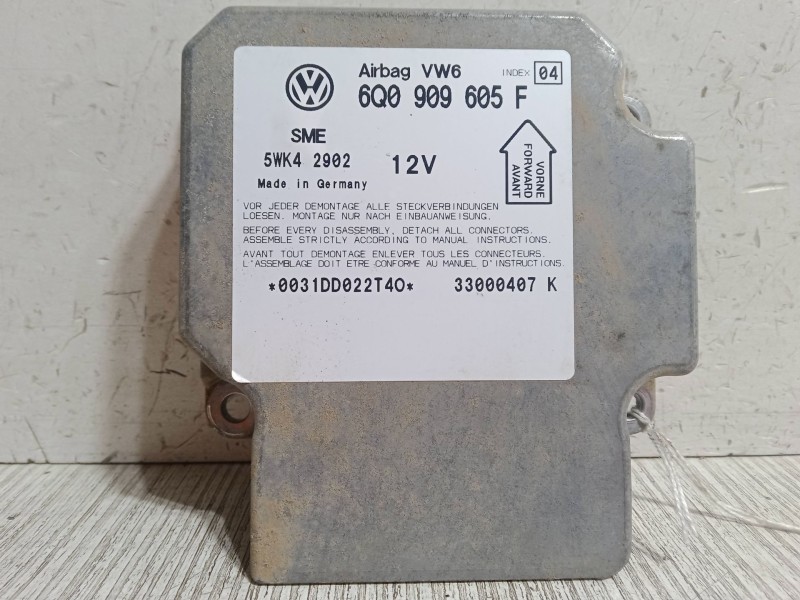 Airbag VW6 INDEX 04
6Q0 909 605 F
SME
5WK4 2902 12V
Made in Germany
VORNE
FORWARD
AVANT
VOR JEDER DEMONTAGE ALLE STECKVERBINDUNGEN
LOESEN. MONTAGE NUR NACH EINBAUANWEISUNG.
BEFORE EVERY DISASSEMBLY, DETACH ALL CONNECTORS.
ASSEMBLE STRICTLY ACCORDING TO MANUAL INSTRUCTIONS.
AVANT TOUT DEMONTAGE ENLEVER TOUS LES CONNECTEURS.
L'ASSEMBLAGE DOIT ETRE CONFORME AU MANUEL D'INSTRUCTIONS.
*0031DD022T40* 33000407 K